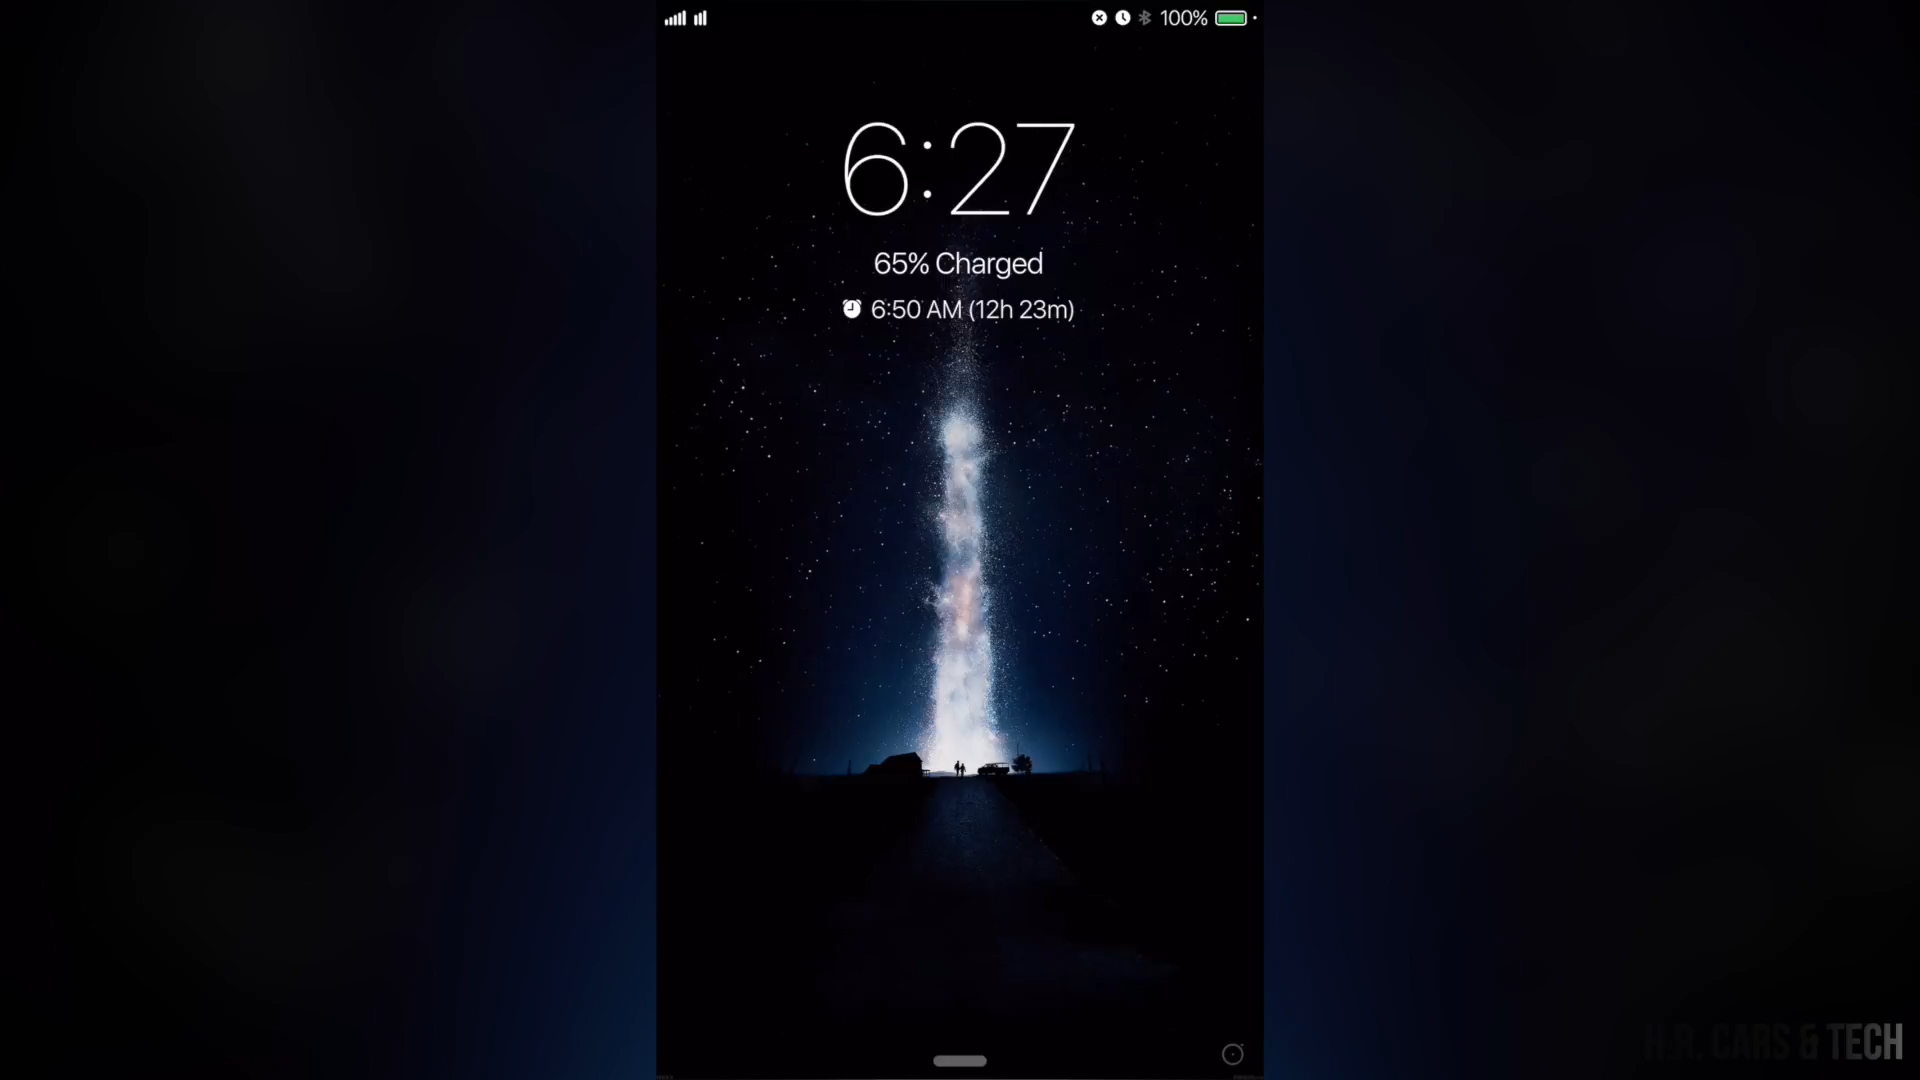 100%
6:27
65% Charged
6:50 AM (12h 23m)
H.R. CARS & TECH